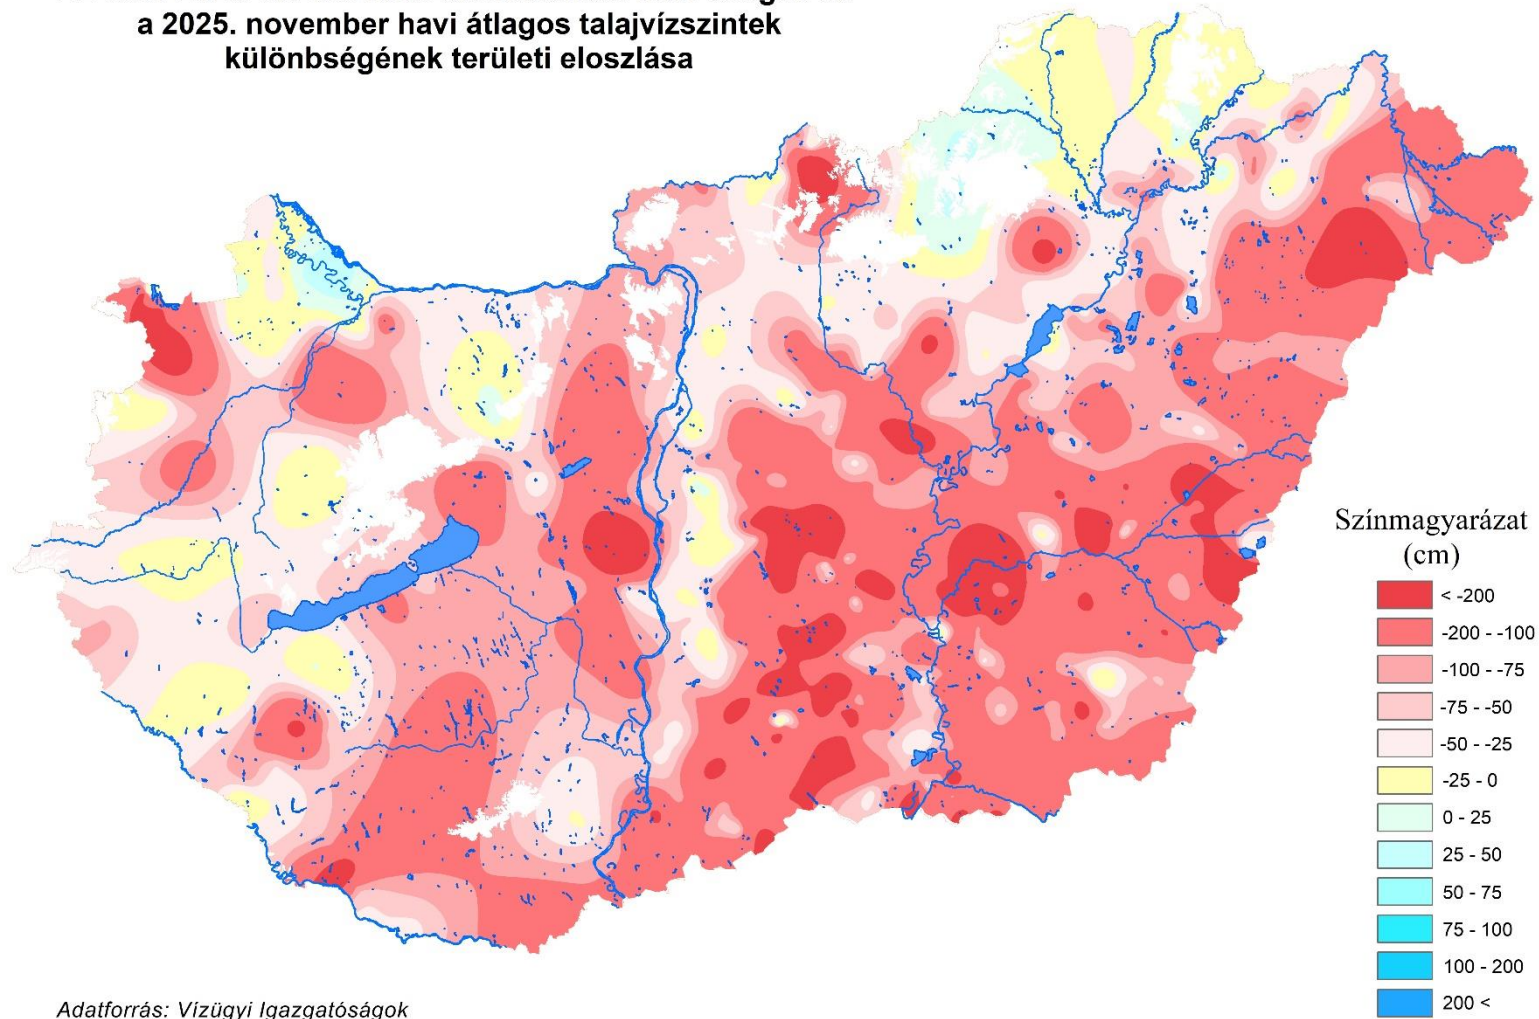 a 2025. november havi átlagos talajvízszintek
különbségének területi eloszlása
Színmagyarázat
(cm)
< -200
-200 - -100
-100 - -75
-75 - -50
-50 - -25
-25 - 0
0 - 25
25 - 50
50 - 75
75 - 100
100 - 200
200 <
Adatforrás: Vízügyi Igazgatóságok